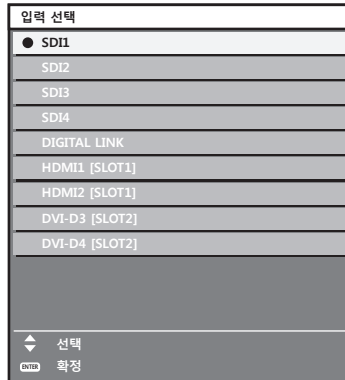 입력 선택
SDI1
SDI2
SDI3
SDI4
DIGITAL LINK
HDMI1 [SLOT1]
HDMI2 [SLOT1]
DVI-D3 [SLOT2]
DVI-D4 [SLOT2]
선택
ENTER 확정